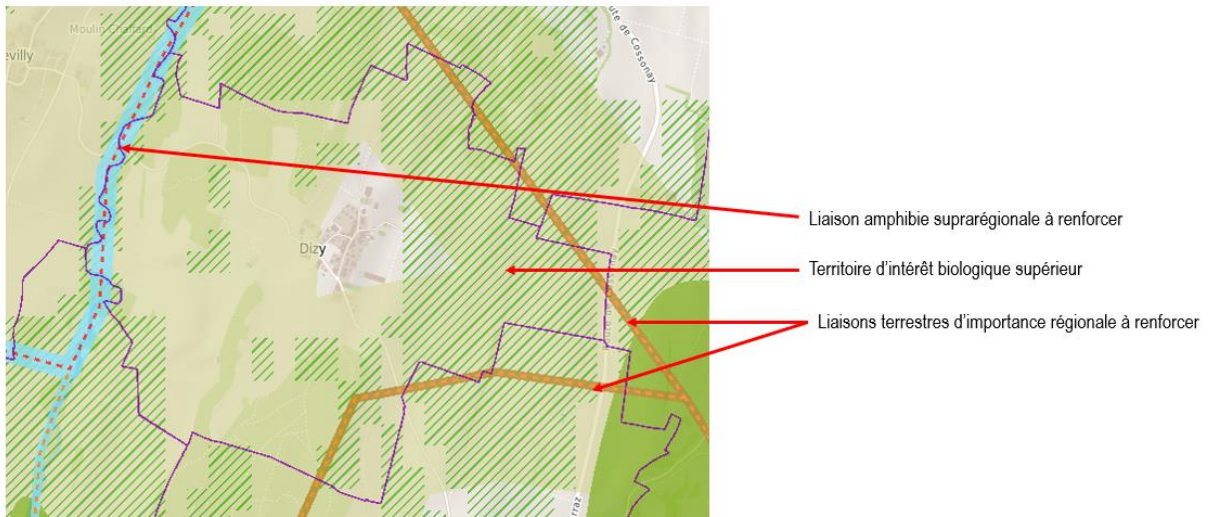 Moulin Chaffard
evilly
ute de Cossonay
Dizy
Liaison amphibie suprarégionale à renforcer
Territoire d'intérêt biologique supérieur
Liaisons terrestres d'importance régionale à renforcer
rraz